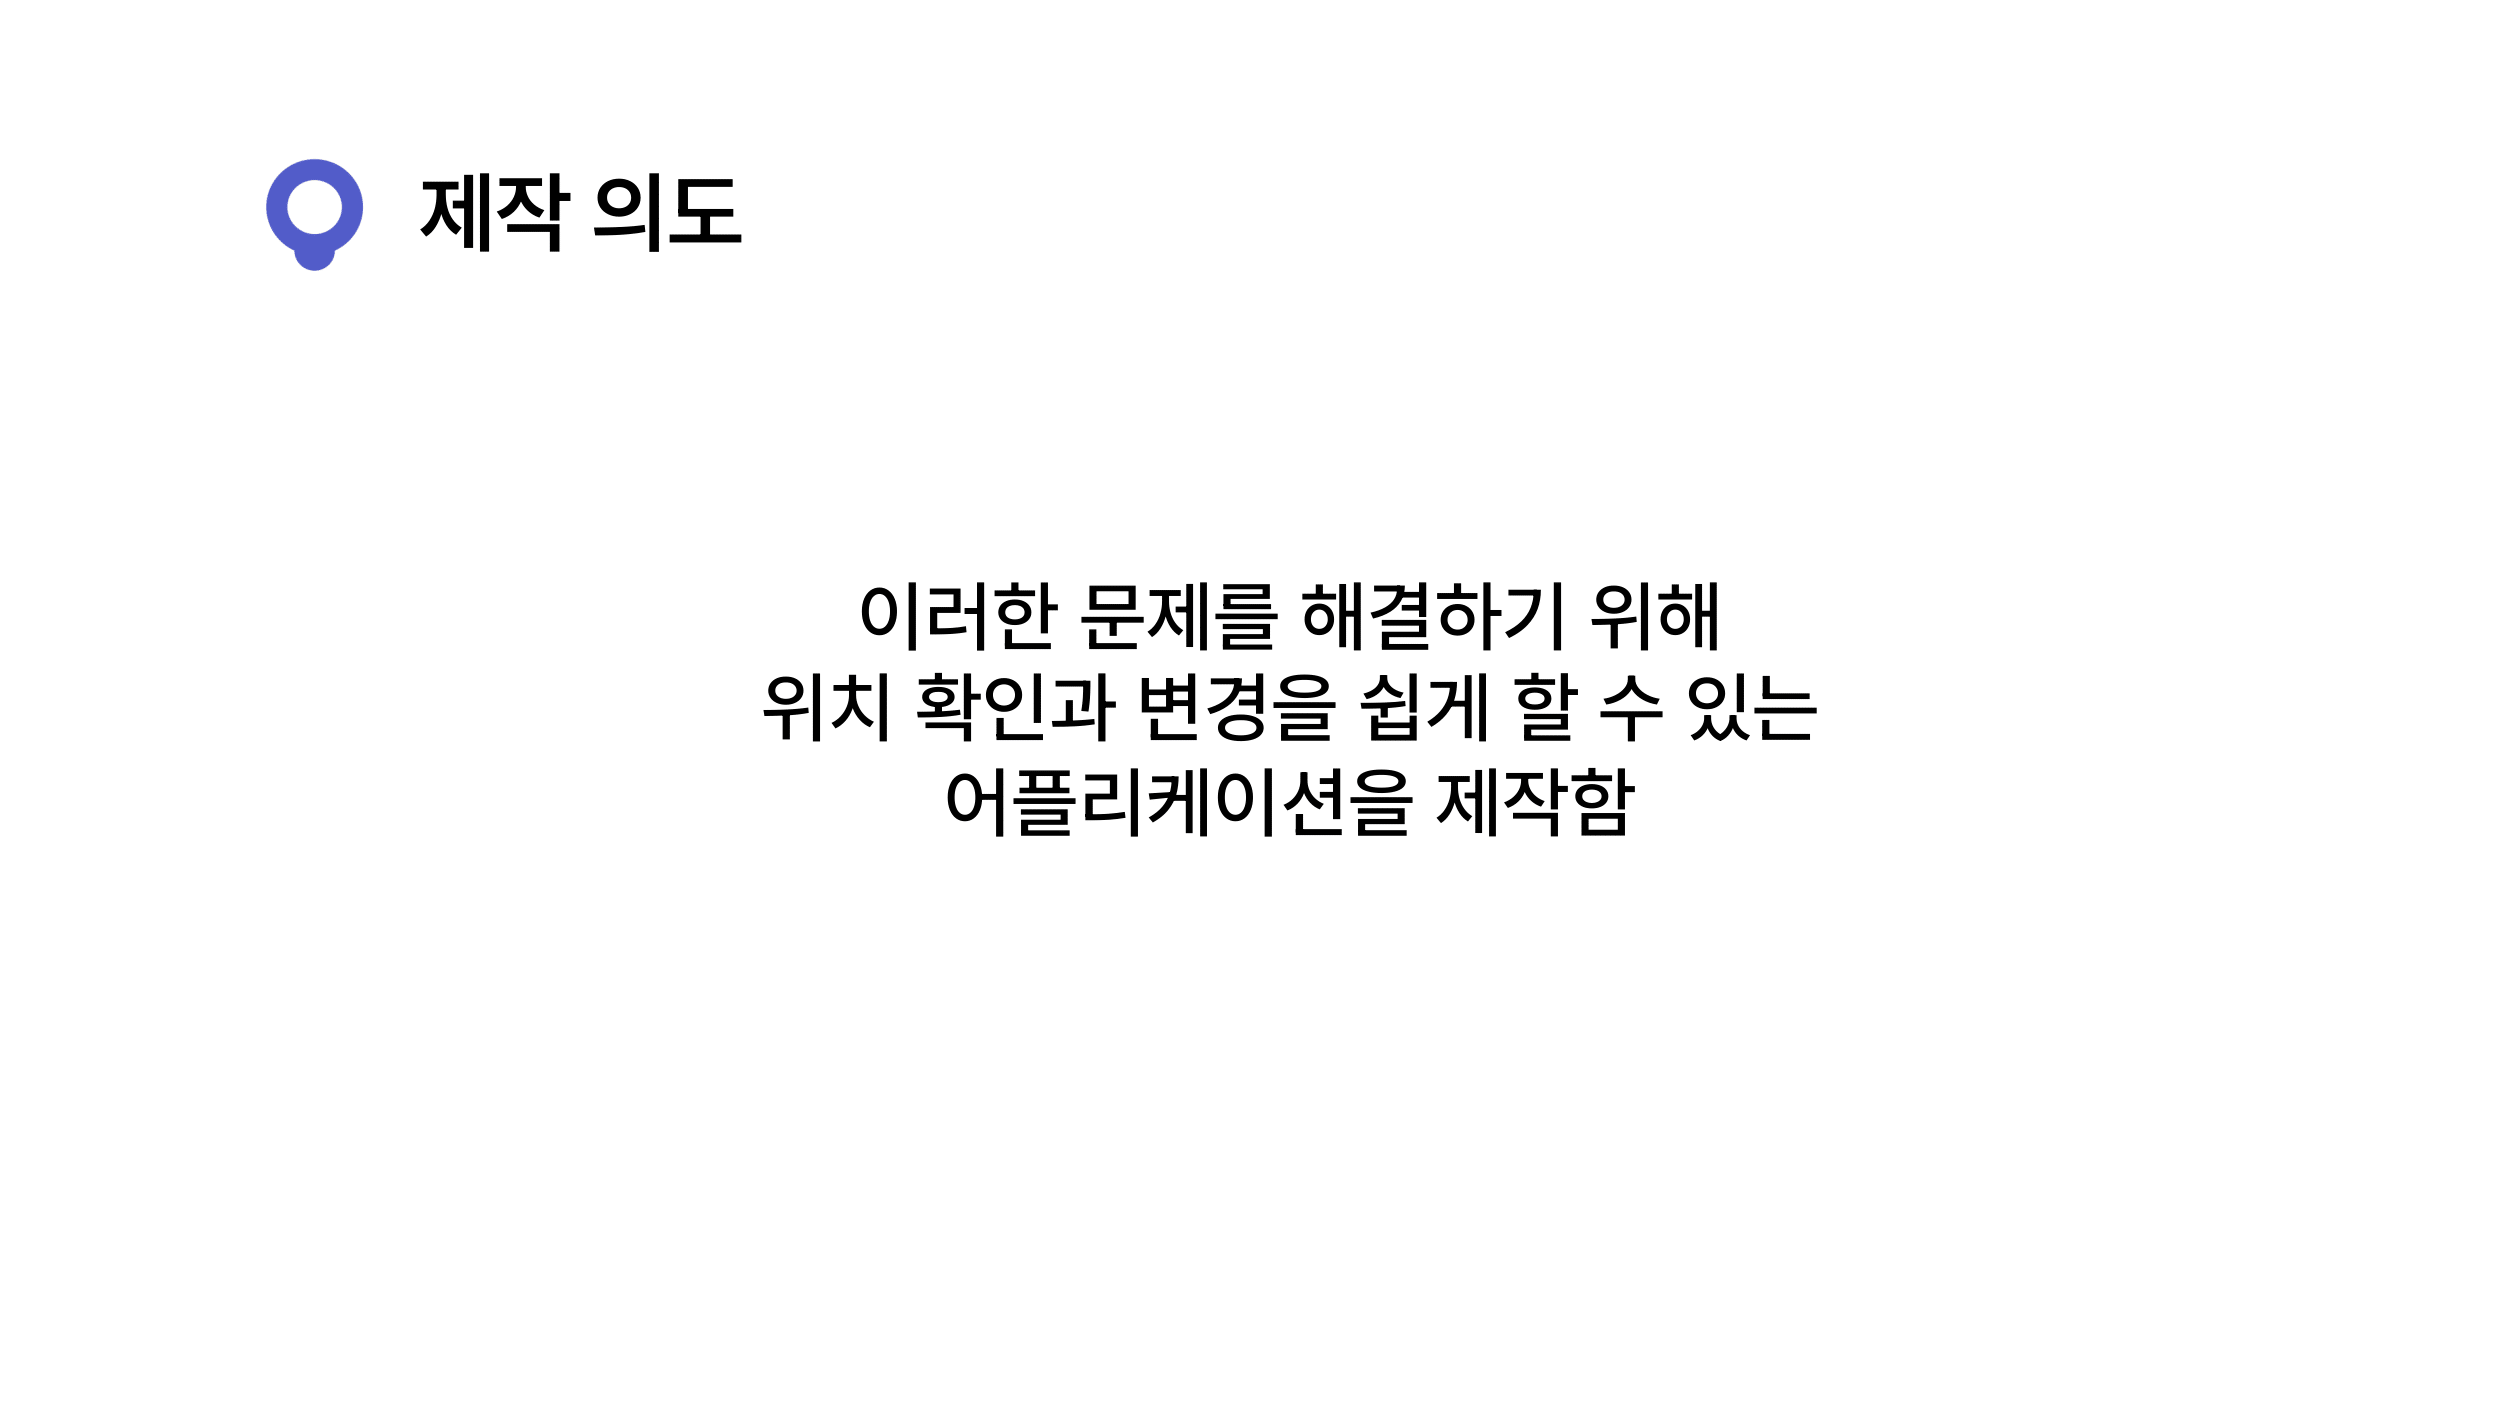 제작 의도
이러한 문제를 해결하기 위해
위치 확인과 변경을 쉽게 할 수 있는
어플리케이션을 제작함